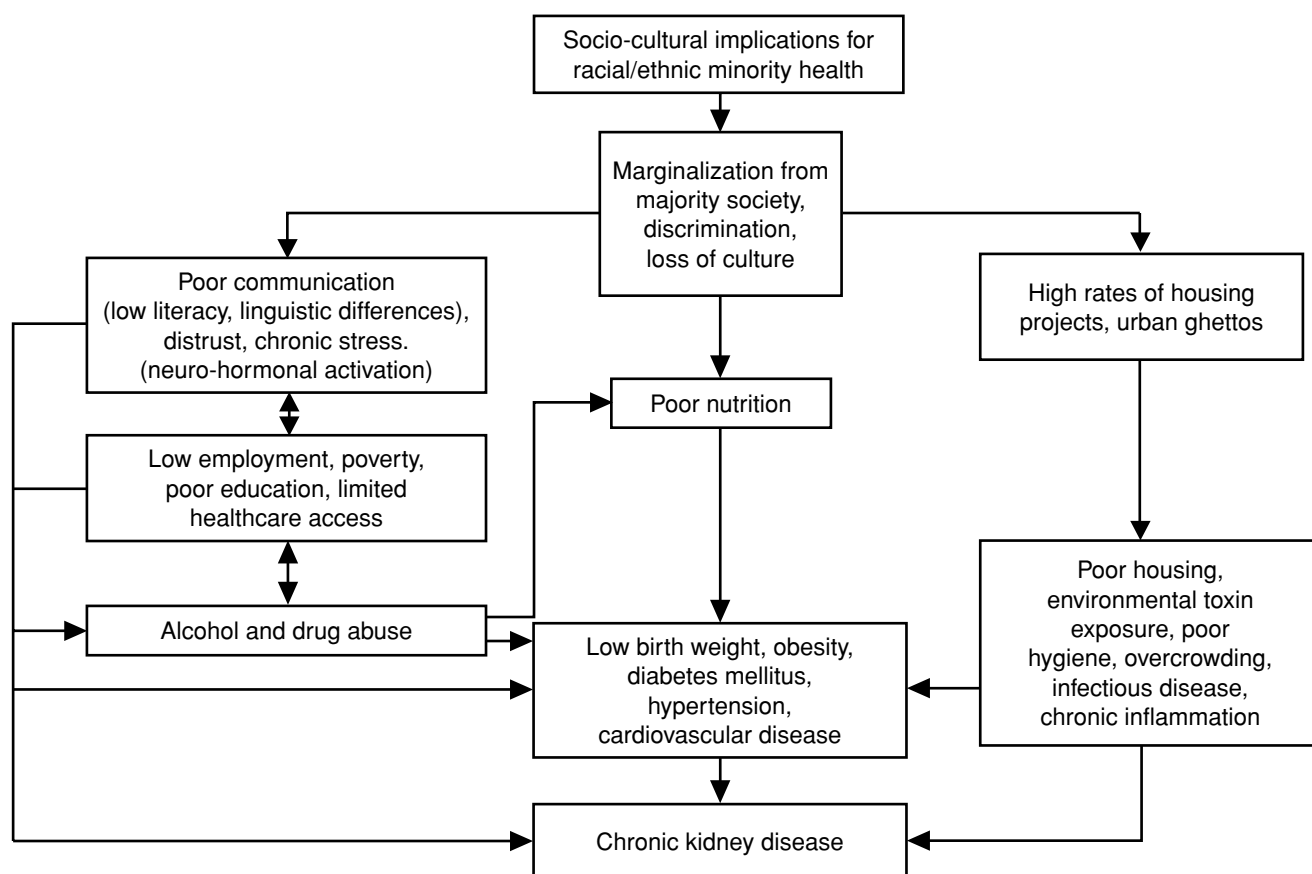 Socio-cultural implications for
racial/ethnic minority health
Marginalization from
majority society,
discrimination,
loss of culture
Poor communication
(low literacy, linguistic differences),
distrust, chronic stress.
(neuro-hormonal activation)
High rates of housing
projects, urban ghettos
Poor nutrition
Low employment, poverty,
poor education, limited
healthcare access
Alcohol and drug abuse
Poor housing,
environmental toxin
exposure, poor
hygiene, overcrowding,
infectious disease,
chronic inflammation
Low birth weight, obesity,
diabetes mellitus,
hypertension,
cardiovascular disease
Chronic kidney disease